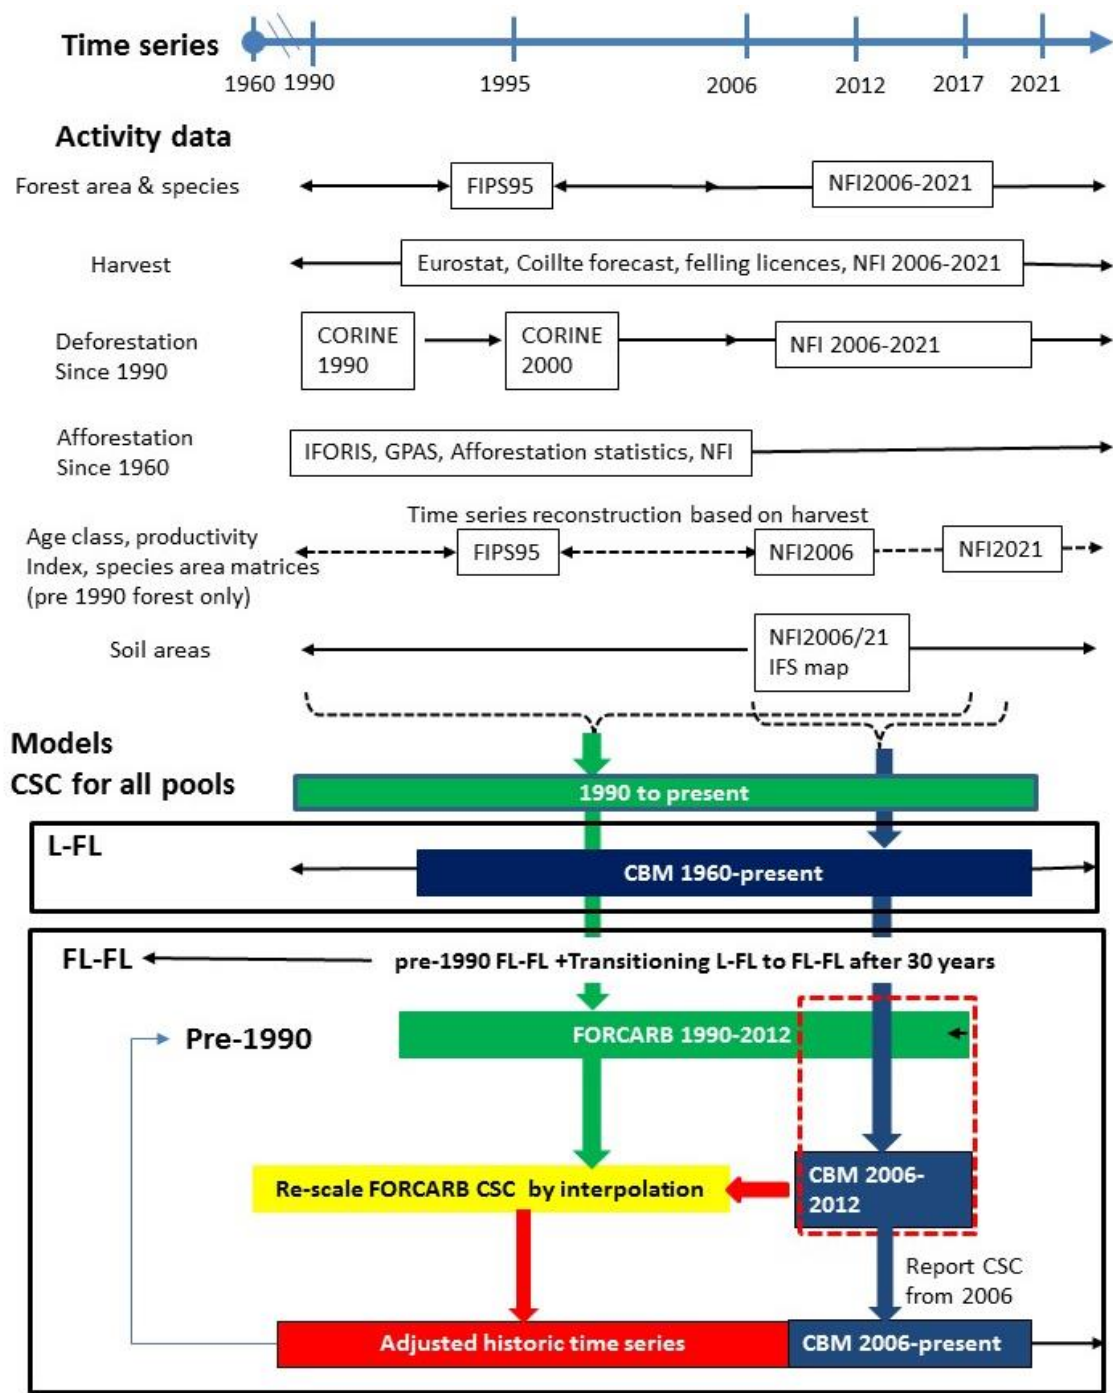 Time series
1960 1990 1995 2006 2012 2017 2021
Activity data
Forest area & species
FIPS95
NFI2006-2021
Harvest
Eurostat, Coillte forecast, felling licences, NFI 2006-2021
Deforestation
Since 1990
CORINE
1990
CORINE
2000
NFI 2006-2021
Afforestation
Since 1960
IFORIS, GPAS, Afforestation statistics, NFI
Time series reconstruction based on harvest
Age class, productivity
Index, species area matrices
(pre 1990 forest only)
FIPS95
NFI2006
NFI2021
Soil areas
NFI2006/21
IFS map
Models
CSC for all pools
1990 to present
L-FL
CBM 1960-present
FL-FL
pre-1990 FL-FL +Transitioning L-FL to FL-FL after 30 years
Pre-1990
FORCARB 1990-2012
Re-scale FORCARB CSC by interpolation
CBM 2006-
2012
Report CSC
from 2006
Adjusted historic time series
CBM 2006-present